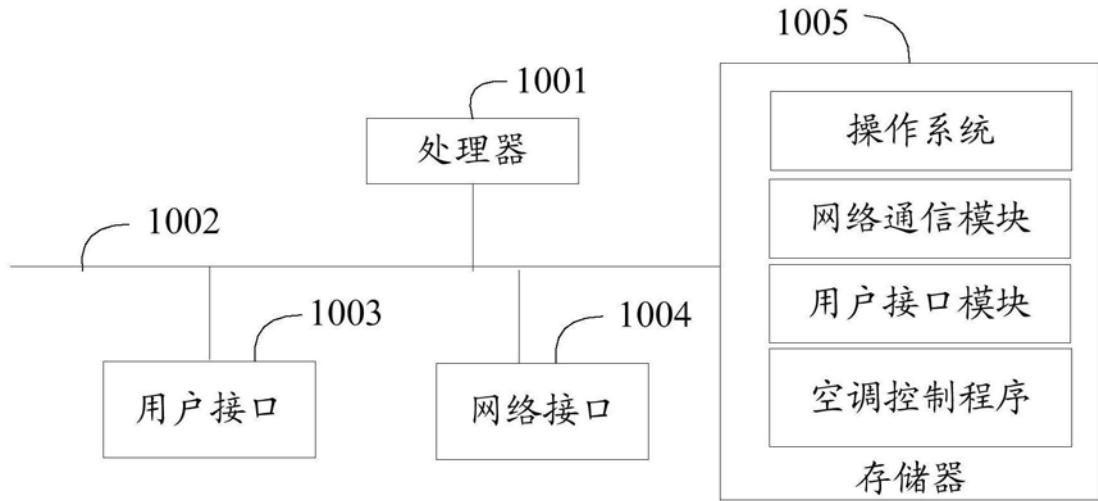 1005
1001
处理器
操作系统
1002
网络通信模块
1003
1004
用户接口模块
用户接口
网络接口
空调控制程序
存储器